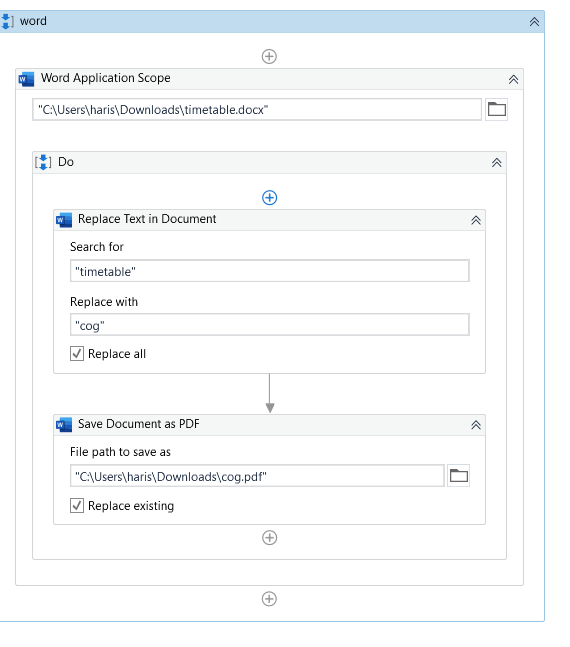 word
Word Application Scope
"C:\Users\haris\Downloads\timetable.docx"
Do
Replace Text in Document
Search for
"timetable"
Replace with
"cog"
Replace all
Save Document as PDF
File path to save as
"C:\Users\haris\Downloads\cog.pdf"
Replace existing